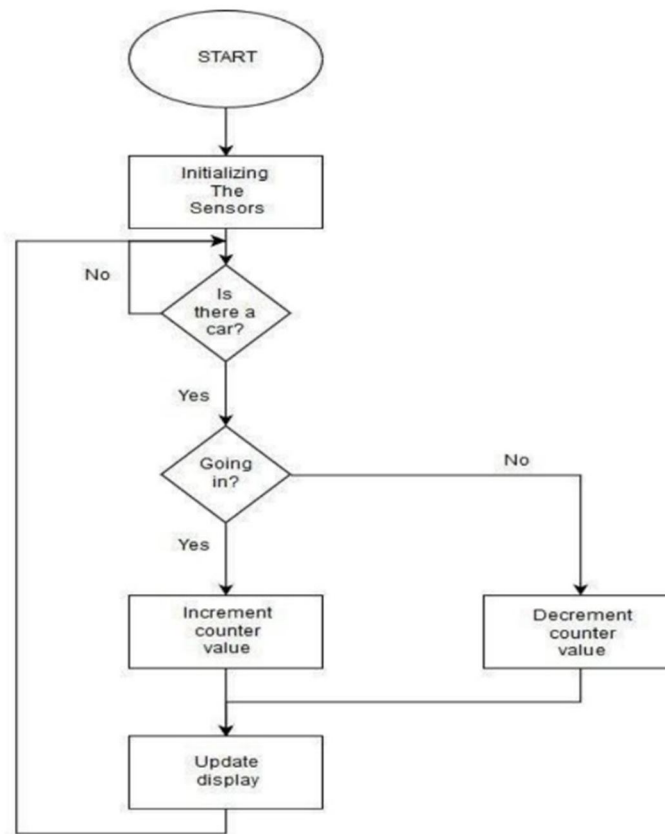 START
Initializing
The
Sensors
No
Is
there a
car?
Yes
Going
in?
No
Yes
Increment
counter
value
Decrement
counter
value
Update
display